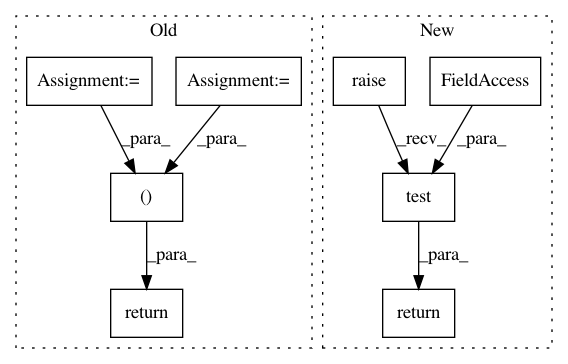 Old
New
Assignment:=
Assignment:=
raise
FieldAccess
_para_
_para_
_recv_
_para_
()
test
_para_
_para_
return
return